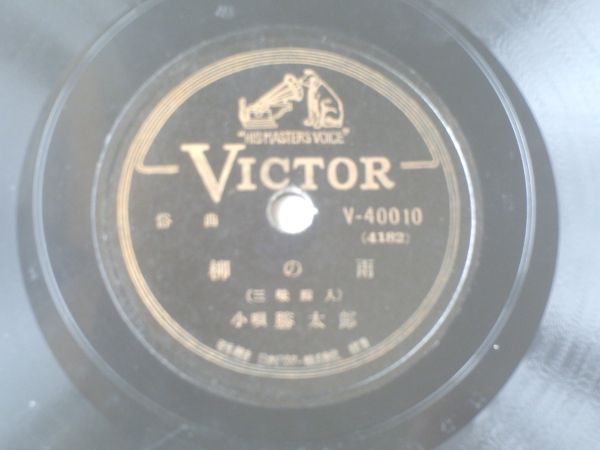 "HIS MASTER'S VOICE"
VICTOR
俗曲 V-40010
(4182)
柳の雨
(三味線入)
小唄勝太郎